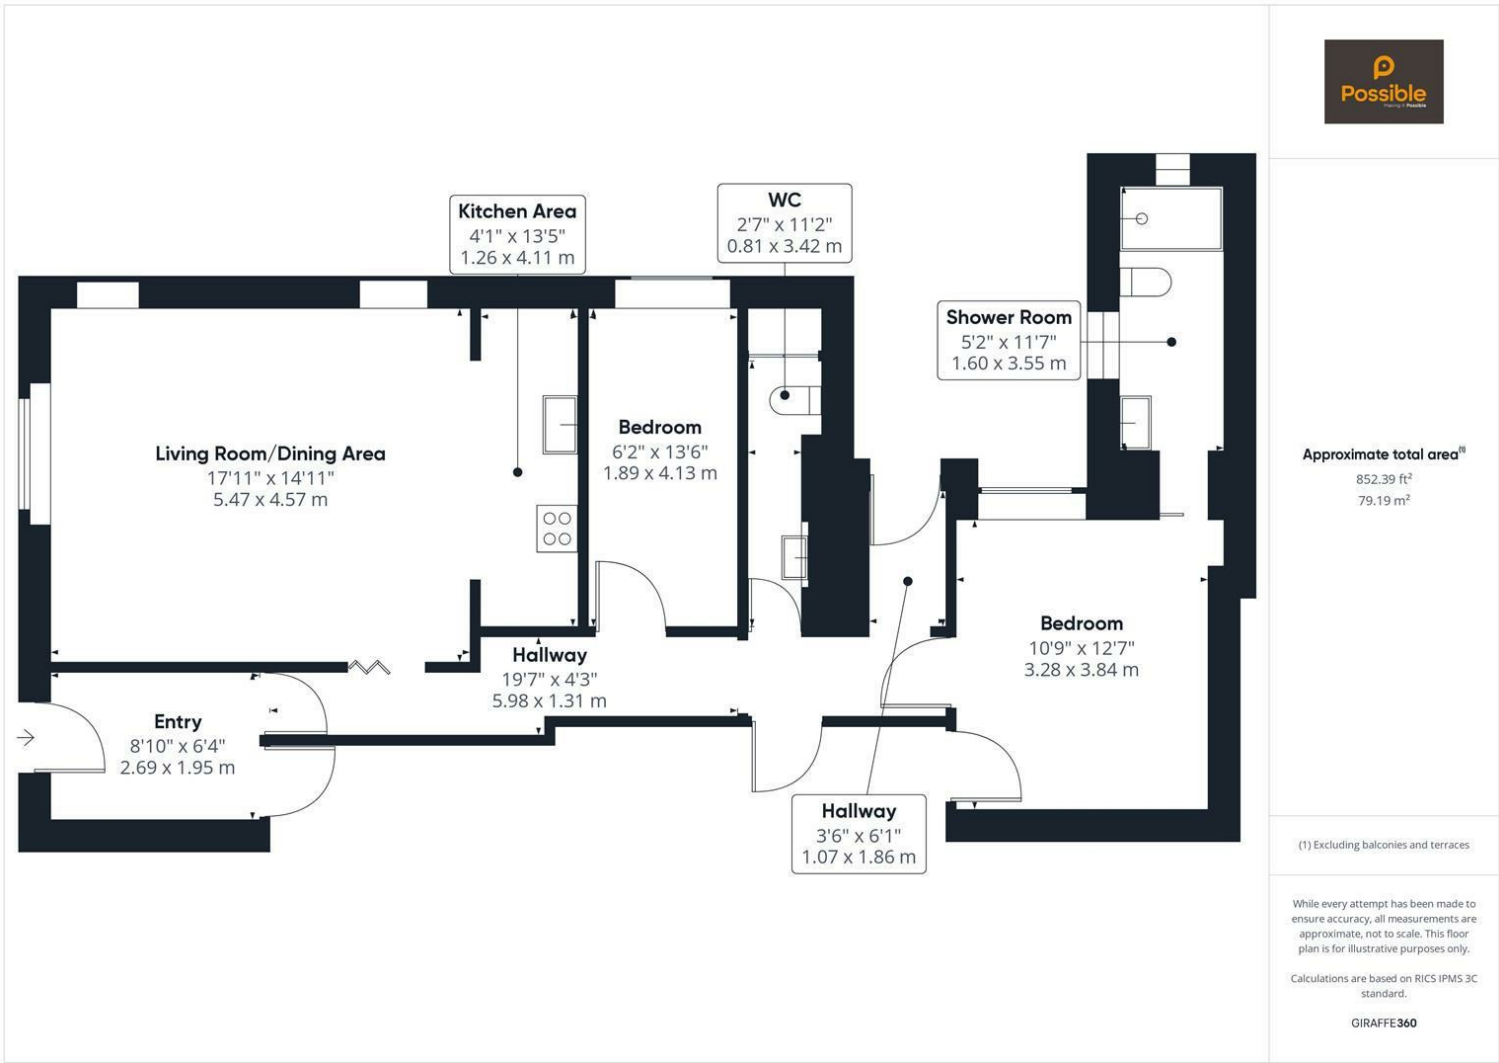 Possible
Making it Possible
Kitchen Area
4'1" x 13'5"
1.26 x 4.11 m
WC
2'7" x 11'2"
0.81 x 3.42 m
Shower Room
5'2" x 11'7"
1.60 x 3.55 m
Living Room/Dining Area
17'11" x 14'11"
5.47 x 4.57 m
Bedroom
6'2" x 13'6"
1.89 x 4.13 m
Hallway
19'7" x 4'3"
5.98 x 1.31 m
Bedroom
10'9" x 12'7"
3.28 x 3.84 m
Entry
8'10" x 6'4"
2.69 x 1.95 m
Hallway
3'6" x 6'1"
1.07 x 1.86 m
Approximate total area(1)
852.39 ft²
79.19 m²
(1) Excluding balconies and terraces
While every attempt has been made to
ensure accuracy, all measurements are
approximate, not to scale. This floor
plan is for illustrative purposes only.
Calculations are based on RICS IPMS 3C
standard.
GIRAFFE360